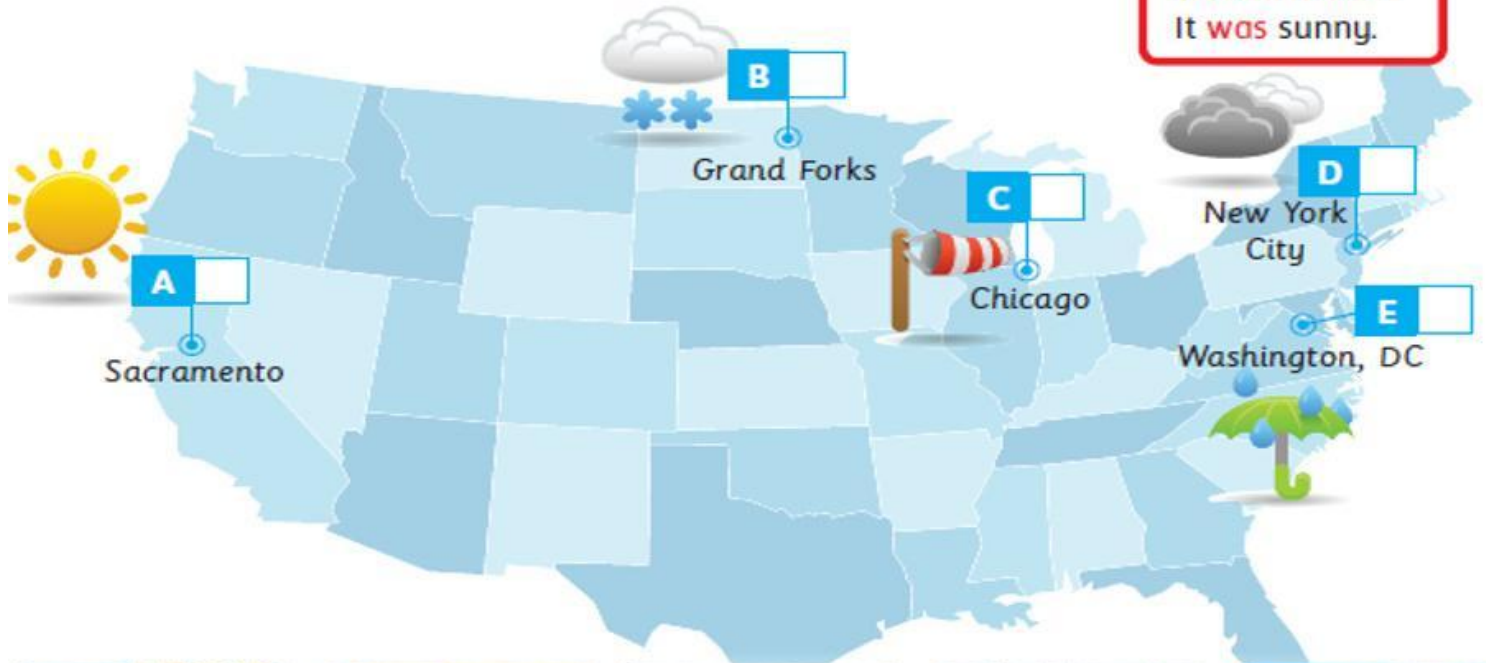 It was sunny.
B
Grand Forks
C
D
New York
City
A
Chicago
E
Sacramento
Washington, DC